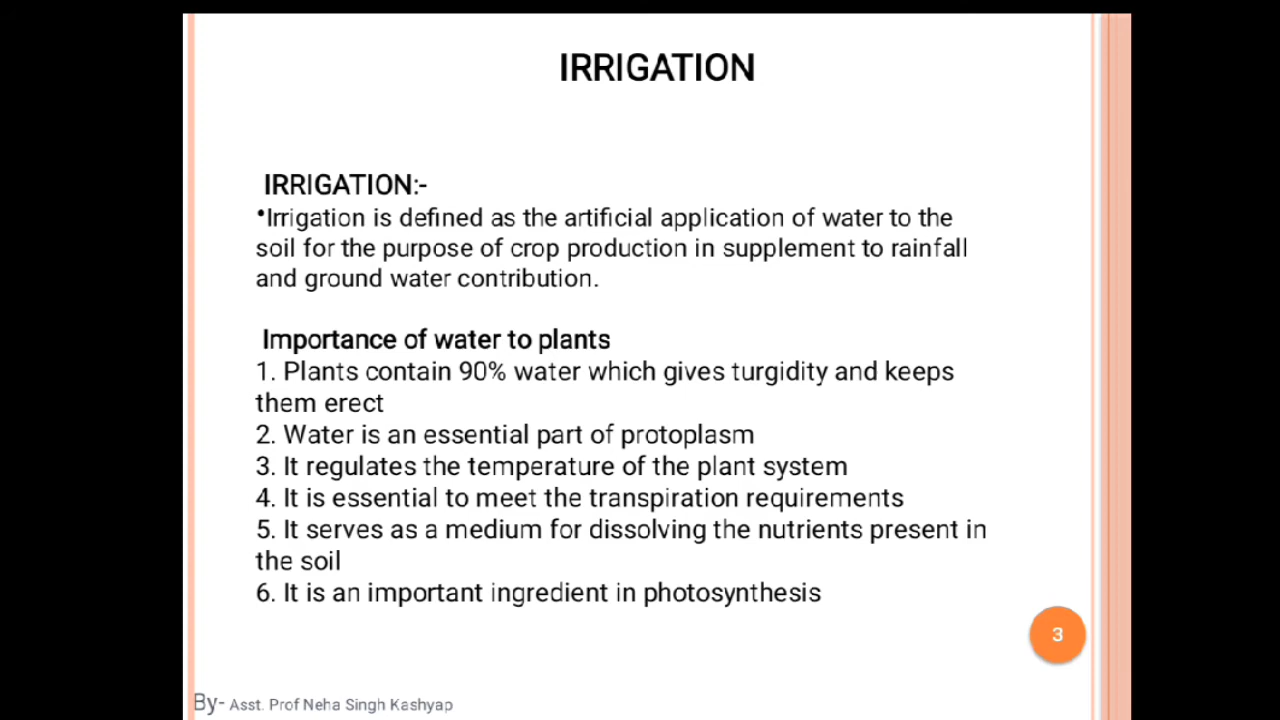 IRRIGATION
IRRIGATION:-
•Irrigation is defined as the artificial application of water to the
soil for the purpose of crop production in supplement to rainfall
and ground water contribution.
Importance of water to plants
1. Plants contain 90% water which gives turgidity and keeps
them erect
2. Water is an essential part of protoplasm
3. It regulates the temperature of the plant system
4. It is essential to meet the transpiration requirements
5. It serves as a medium for dissolving the nutrients present in
the soil
6. It is an important ingredient in photosynthesis
3
By- Asst. Prof Neha Singh Kashyap